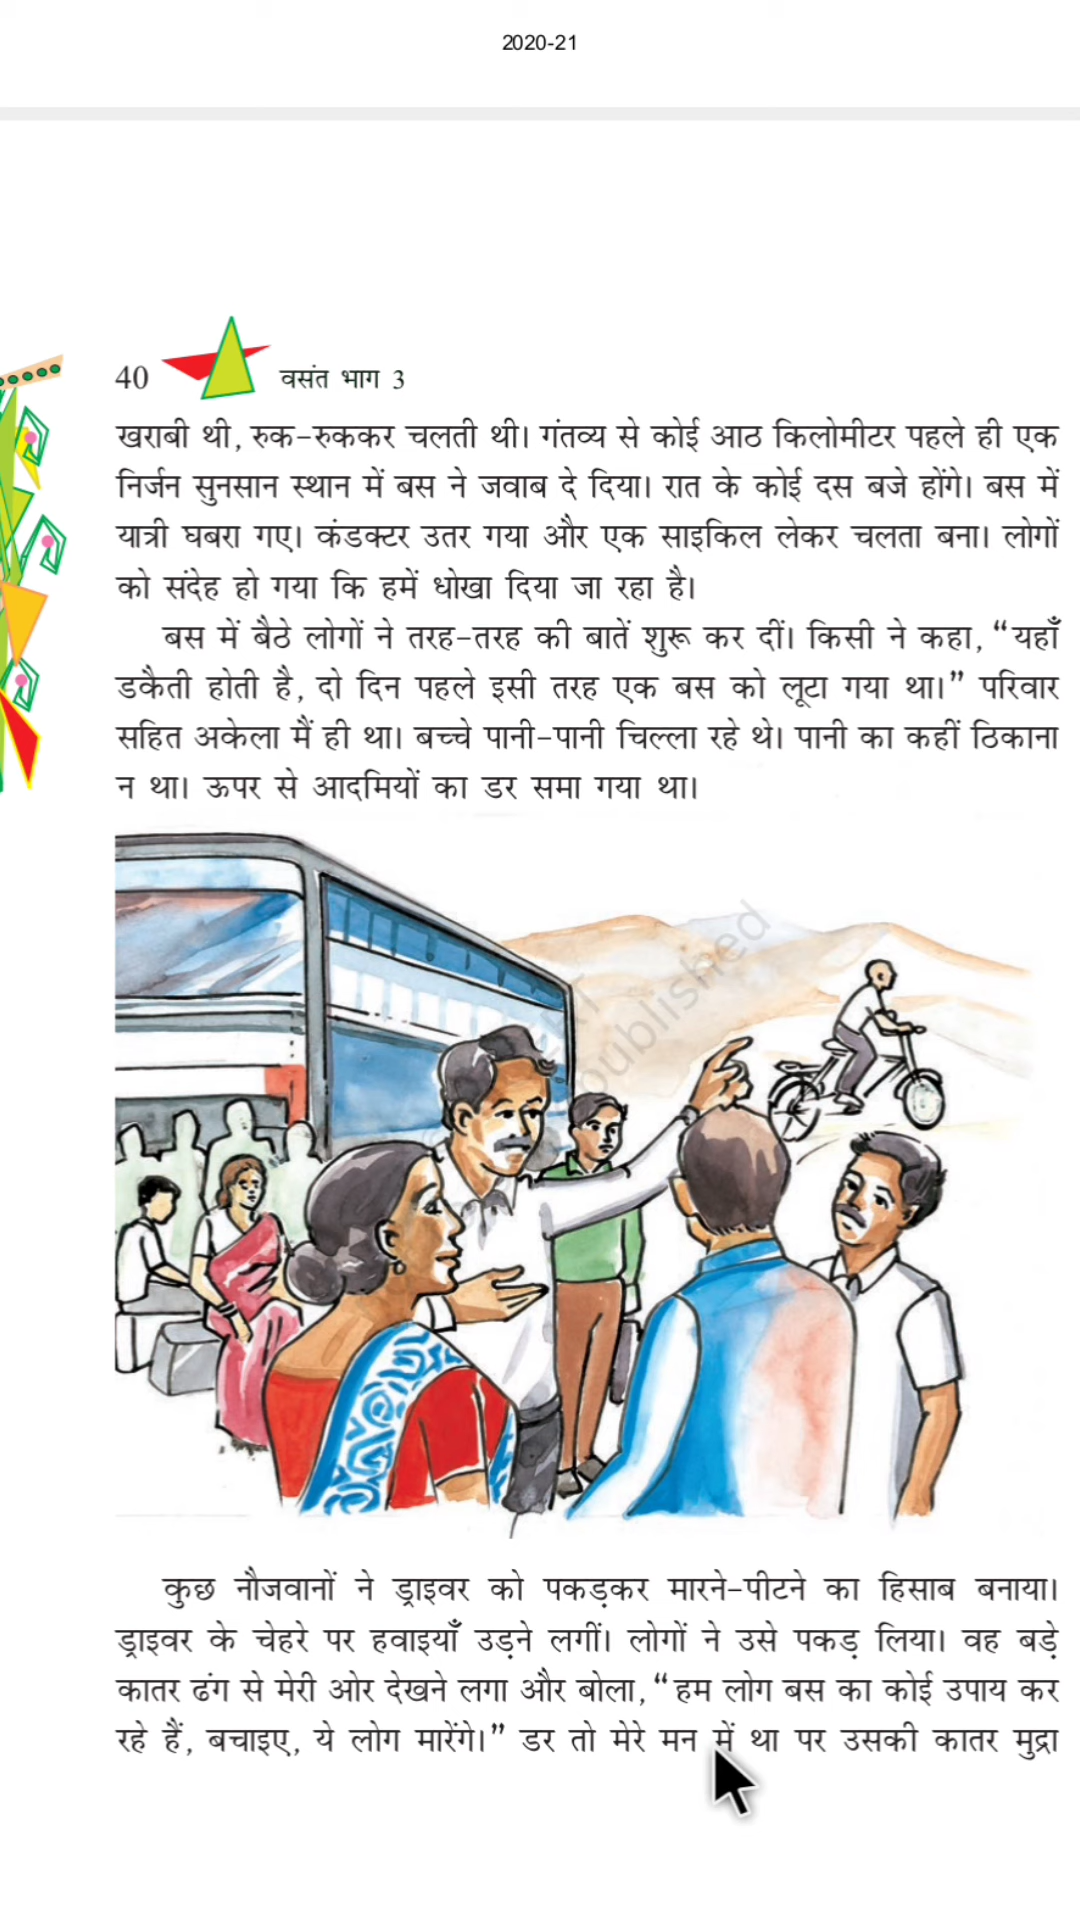 2020-21
40 वसंत भाग 3
खराबी थी, रुक-रुककर चलती थी। गंतव्य से कोई आठ किलोमीटर पहले ही एक
निर्जन सुनसान स्थान में बस ने जवाब दे दिया। रात के कोई दस बजे होंगे। बस में
यात्री घबरा गए। कंडक्टर उतर गया और एक साइकिल लेकर चलता बना। लोगों
को संदेह हो गया कि हमें धोखा दिया जा रहा है।
बस में बैठे लोगों ने तरह-तरह की बातें शुरू कर दीं। किसी ने कहा, “यहाँ
डकैती होती है, दो दिन पहले इसी तरह एक बस को लूटा गया था।” परिवार
सहित अकेला मैं ही था। बच्चे पानी-पानी चिल्ला रहे थे। पानी का कहीं ठिकाना
न था। ऊपर से आदमियों का डर समा गया था।
published
कुछ नौजवानों ने ड्राइवर को पकड़कर मारने-पीटने का हिसाब बनाया।
ड्राइवर के चेहरे पर हवाइयाँ उड़ने लगीं। लोगों ने उसे पकड़ लिया। वह बड़े
कातर ढंग से मेरी ओर देखने लगा और बोला, “हम लोग बस का कोई उपाय कर
रहे हैं, बचाइए, ये लोग मारेंगे।” डर तो मेरे मन में था पर उसकी कातर मुद्रा